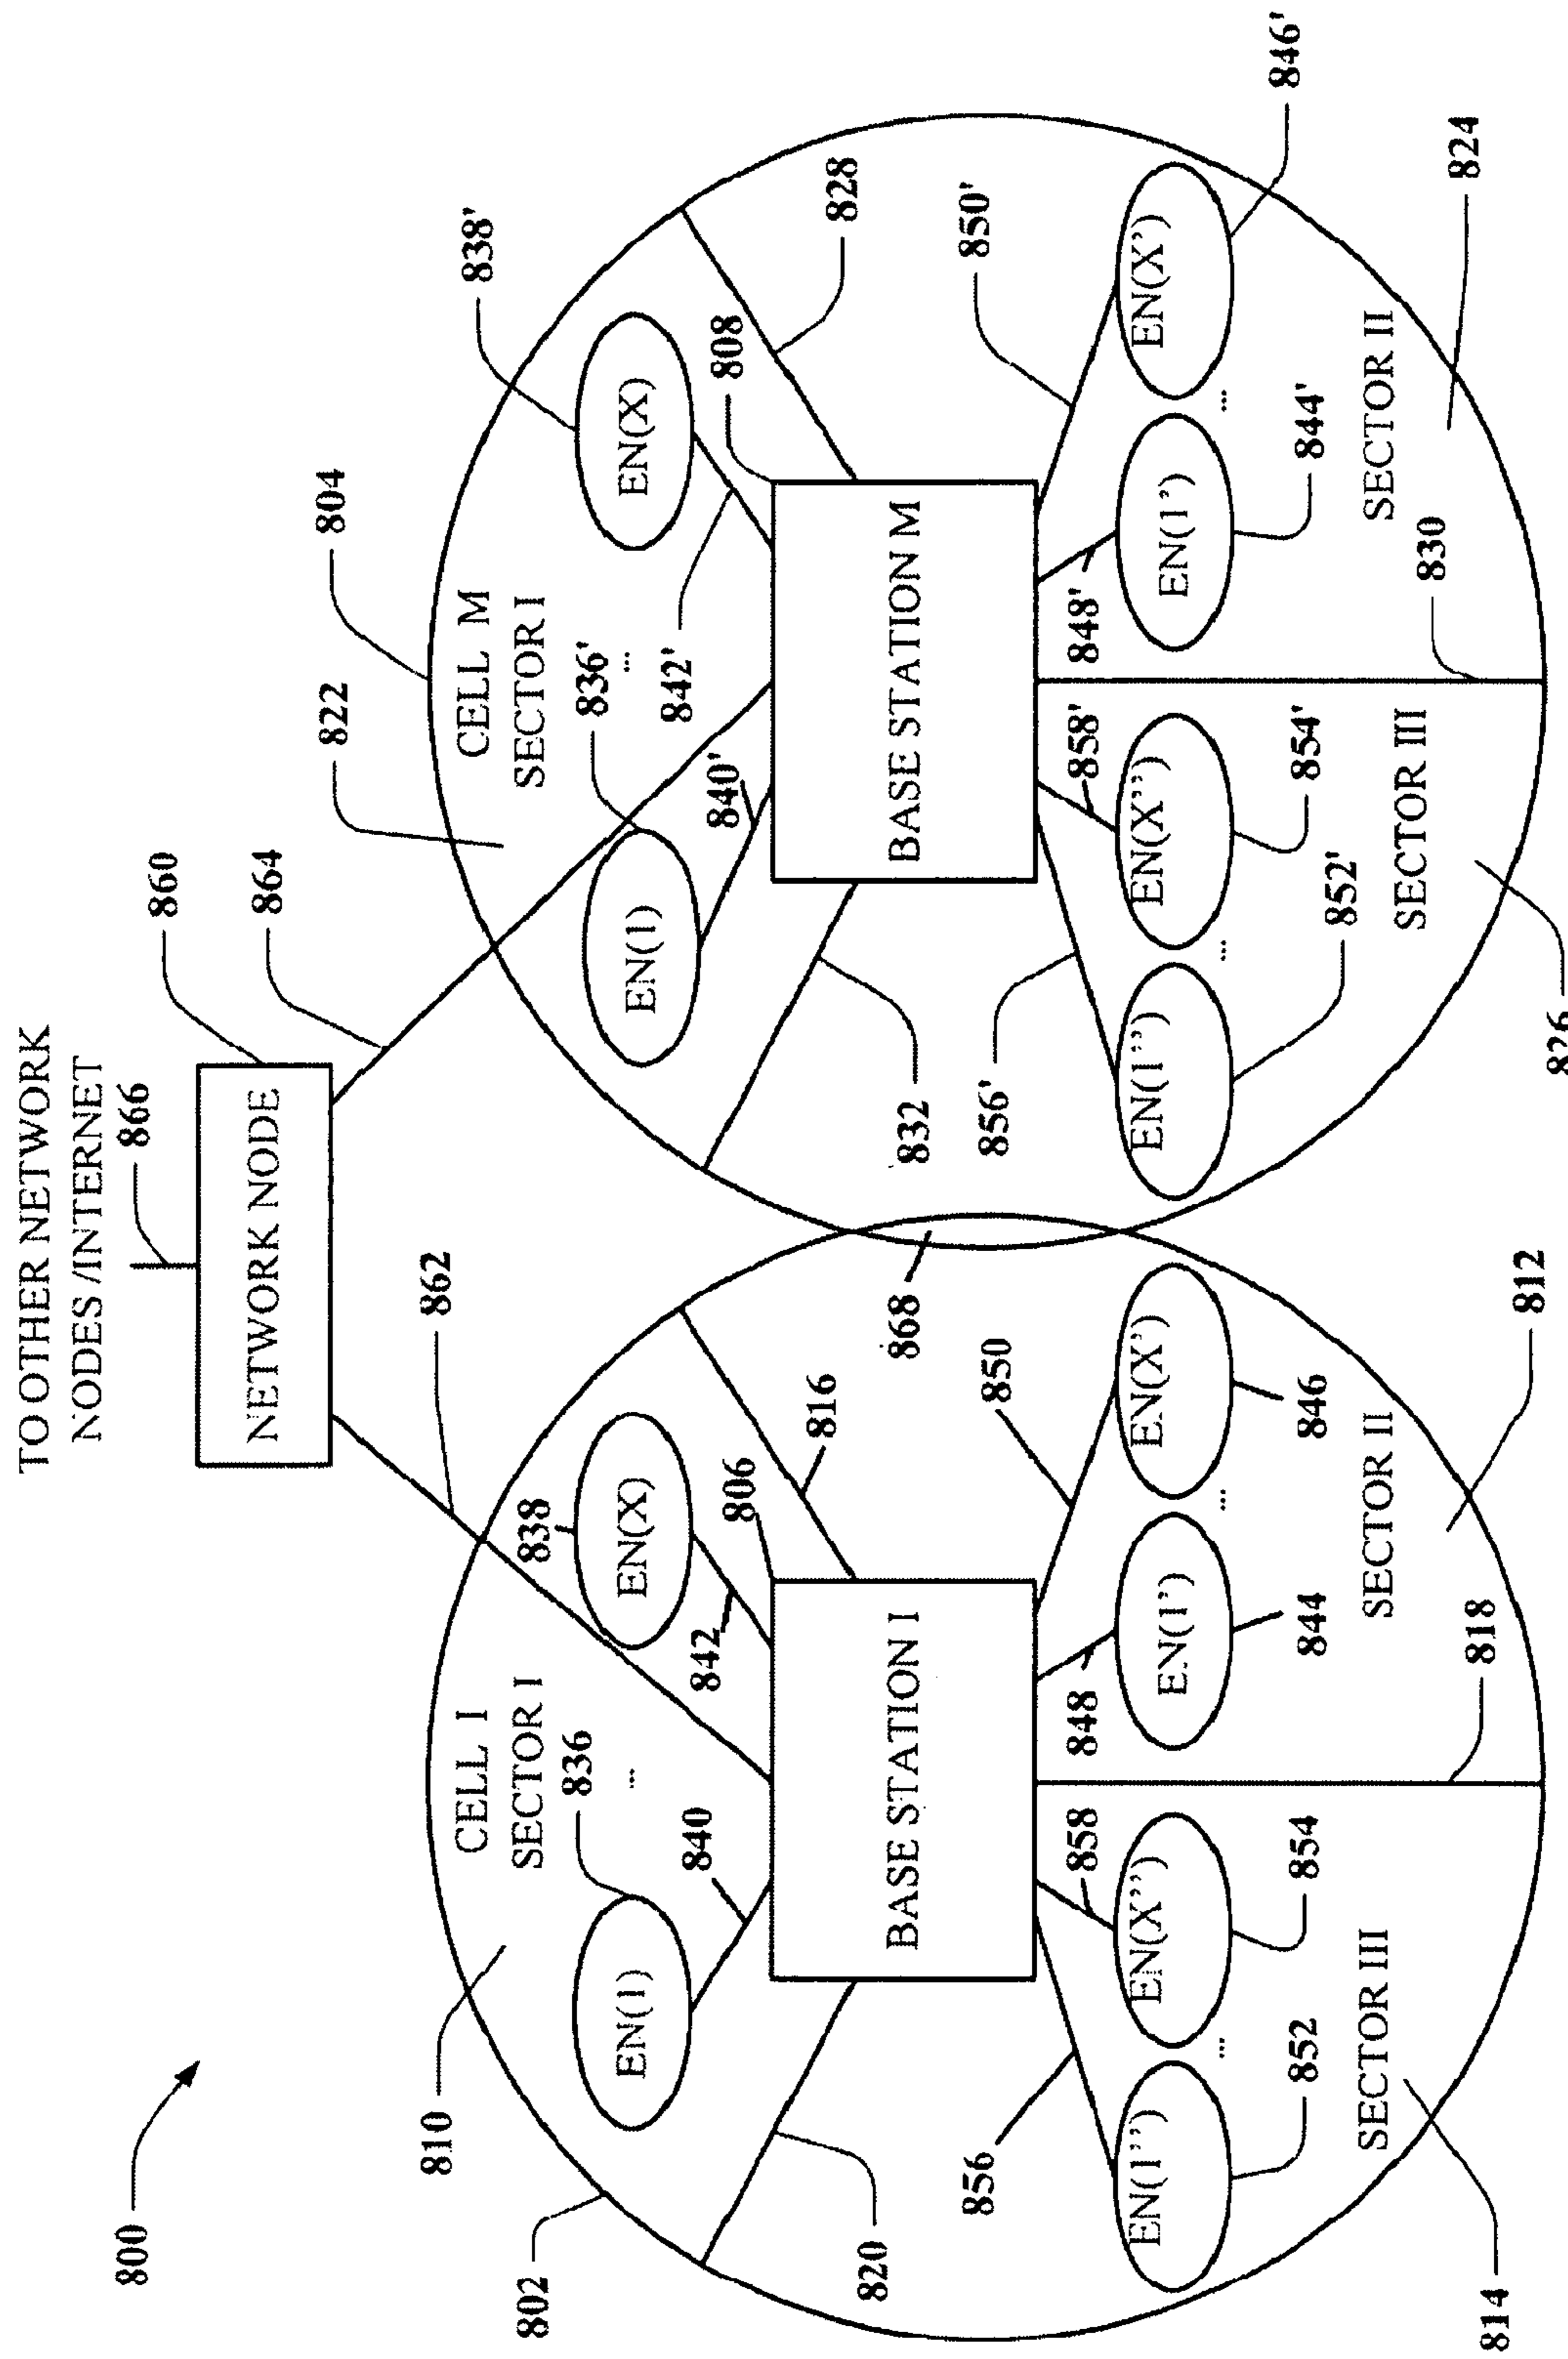 TO OTHER NETWORK
NODES /INTERNET
866
NETWORK NODE
860
862
864
800
802
810
CELL I
SECTOR I
836
...
EN(1)
840
838
EN(X)
842
806
816
820
BASE STATION I
856
858
848
850
EN(1'')
...
EN(X'')
EN(1')
...
EN(X')
852
854
844
846
SECTOR III
SECTOR II
814
818
812
868
804
822
CELL M
SECTOR I
836'
...
EN(1)
840'
838'
EN(X)
842'
808
828
832
BASE STATION M
856'
858'
848'
850'
EN(1'')
...
EN(X'')
EN(1')
...
EN(X')
852'
854'
844'
846'
SECTOR III
SECTOR II
826
830
824